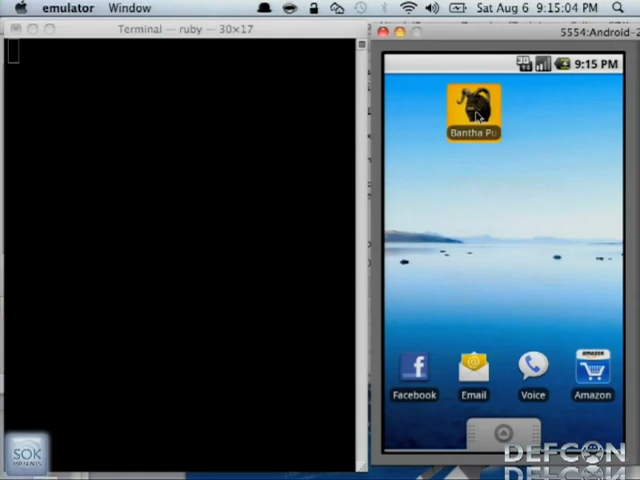 emulator Window Sat Aug 6 9:15:04 PM
Terminal — ruby — 30×17
5554:Android-2
9:15 PM
Bantha Pu
Facebook Email Voice Amazon
amazon
SOK
PRESENTS
DEFCON